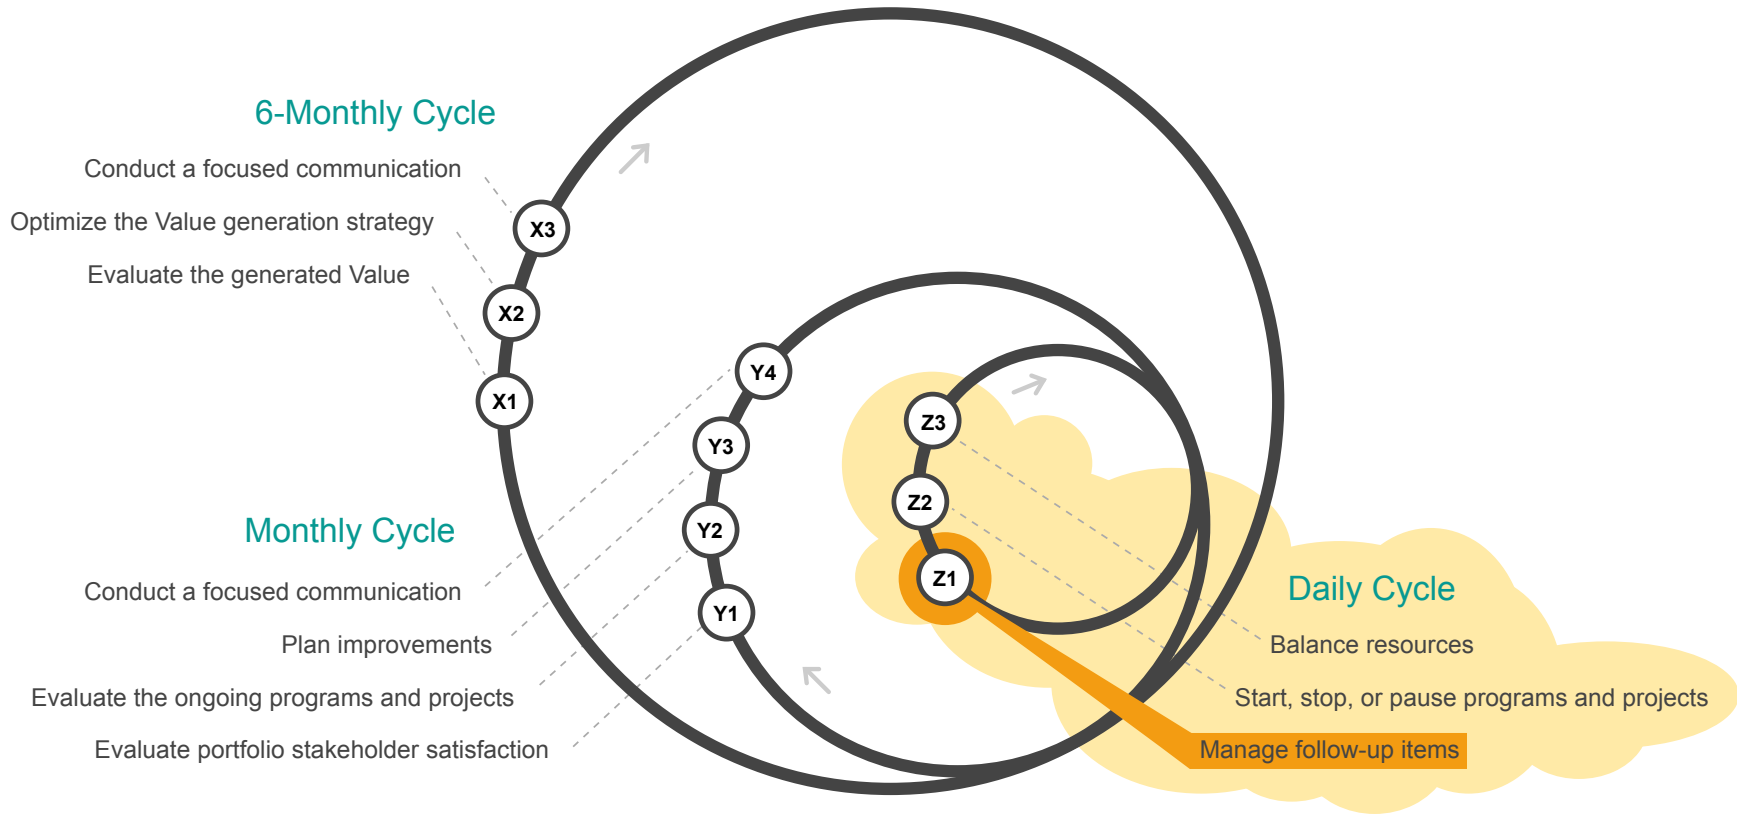 6-Monthly Cycle
Conduct a focused communication
Optimize the Value generation strategy
Evaluate the generated Value
X3
X2
X1
Y4
Y3
Y2
Y1
Z3
Z2
Z1
Monthly Cycle
Conduct a focused communication
Plan improvements
Evaluate the ongoing programs and projects
Evaluate portfolio stakeholder satisfaction
Daily Cycle
Balance resources
Start, stop, or pause programs and projects
Manage follow-up items